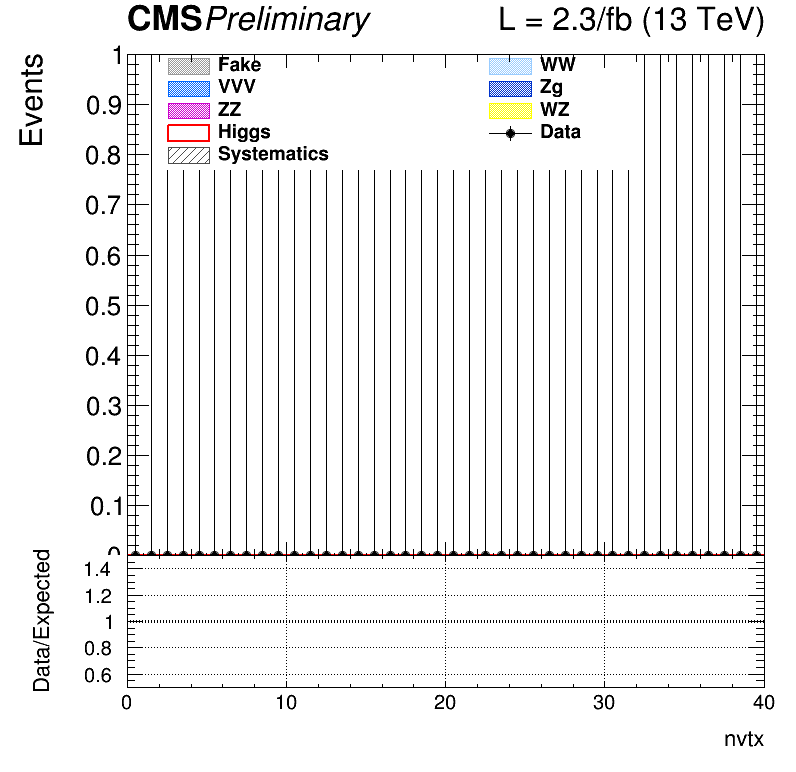 CMS Preliminary L = 2.3/fb (13 TeV)
Events
1
0.9
0.8
0.7
0.6
0.5
0.4
0.3
0.2
0.1
0
Fake WW
VVV Zg
ZZ WZ
Higgs Data
Systematics
Data/Expected
1.4
1.2
1
0.8
0.6
0 10 20 30 40
nvtx